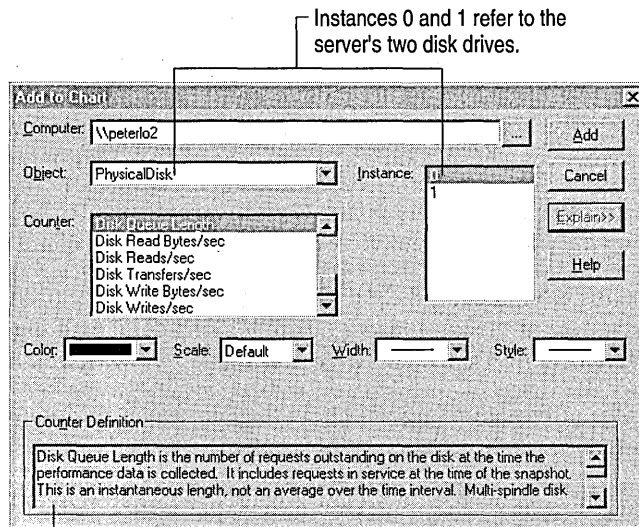 Instances 0 and 1 refer to the
server's two disk drives.
Add to Chart
Computer: \\peterlo2 ... Add
Object: PhysicalDisk Instance: 0 Cancel
1
Counter: Disk Queue Length Explain>>
Disk Read Bytes/sec
Disk Reads/sec Help
Disk Transfers/sec
Disk Write Bytes/sec
Disk Writes/sec
Color: Scale: Default Width: Style:
Counter Definition
Disk Queue Length is the number of requests outstanding on the disk at the time the
performance data is collected. It includes requests in service at the time of the snapshot.
This is an instantaneous length, not an average over the time interval. Multi-spindle disk